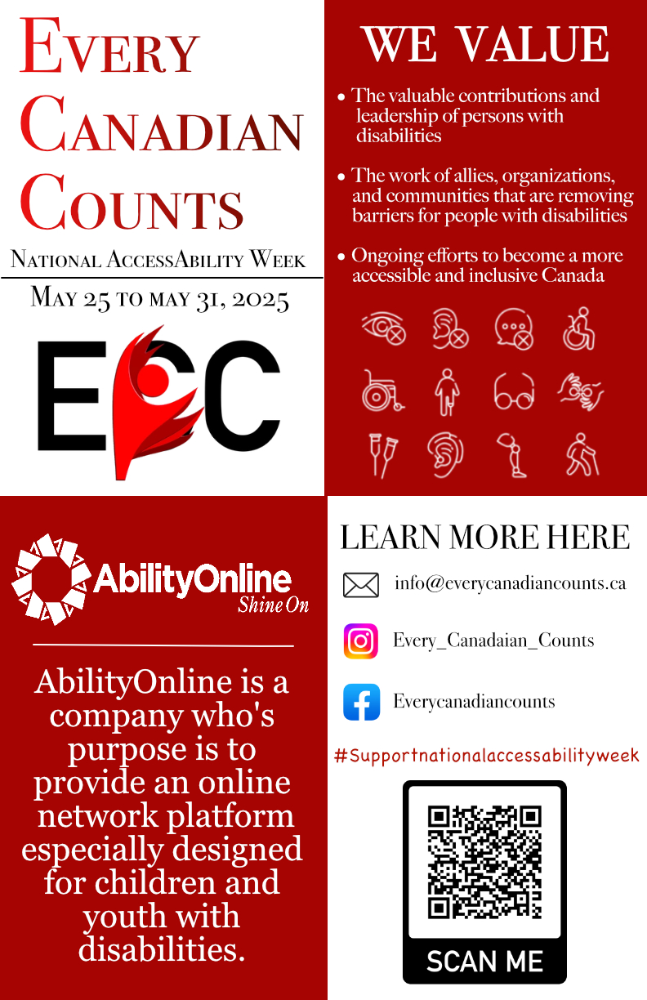 EVERY
CANADIAN
COUNTS
NATIONAL ACCESSABILITY WEEK
MAY 25 TO MAY 31, 2025
ECC
WE VALUE
• The valuable contributions and
leadership of persons with
disabilities
• The work of allies, organizations,
and communities that are removing
barriers for people with disabilities
• Ongoing efforts to become a more
accessible and inclusive Canada
AbilityOnline
Shine On
AbilityOnline is a
company who's
purpose is to
provide an online
network platform
especially designed
for children and
youth with
disabilities.
LEARN MORE HERE
info@everycanadiancounts.ca
Every_Canadaian_Counts
Everycanadiancounts
#Supportnationalaccessabilityweek
SCAN ME